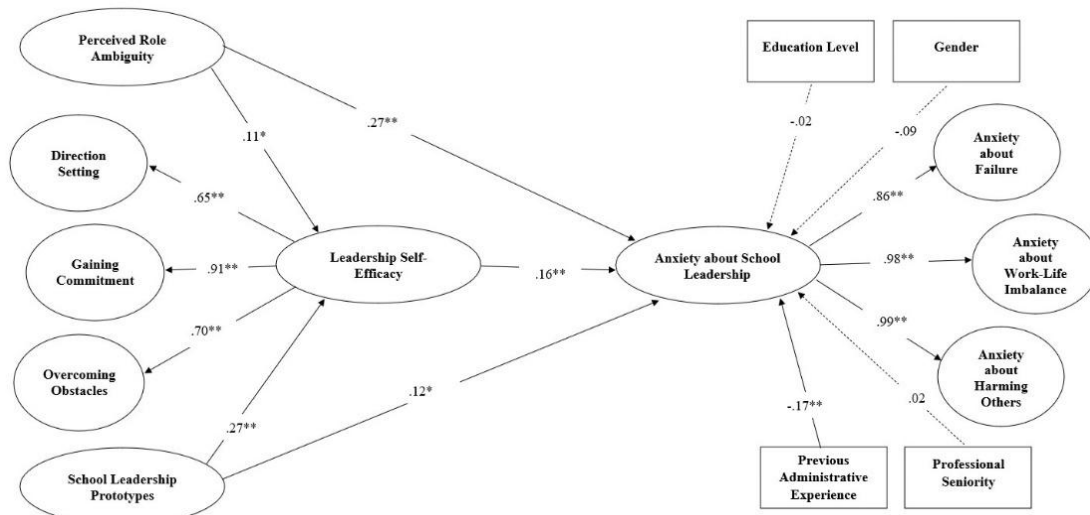 Perceived Role
Ambiguity
Education Level
Gender
.27**
.11*
-.02
-.09
Direction
Setting
Anxiety
about
Failure
.65**
.86**
Gaining
Commitment
.91**
Leadership Self-
Efficacy
.16**
Anxiety about School
Leadership
.98**
Anxiety
about
Work-Life
Imbalance
.70**
.99**
Overcoming
Obstacles
Anxiety
about
Harming
Others
.12*
.02
.27**
-.17**
School Leadership
Prototypes
Previous
Administrative
Experience
Professional
Seniority